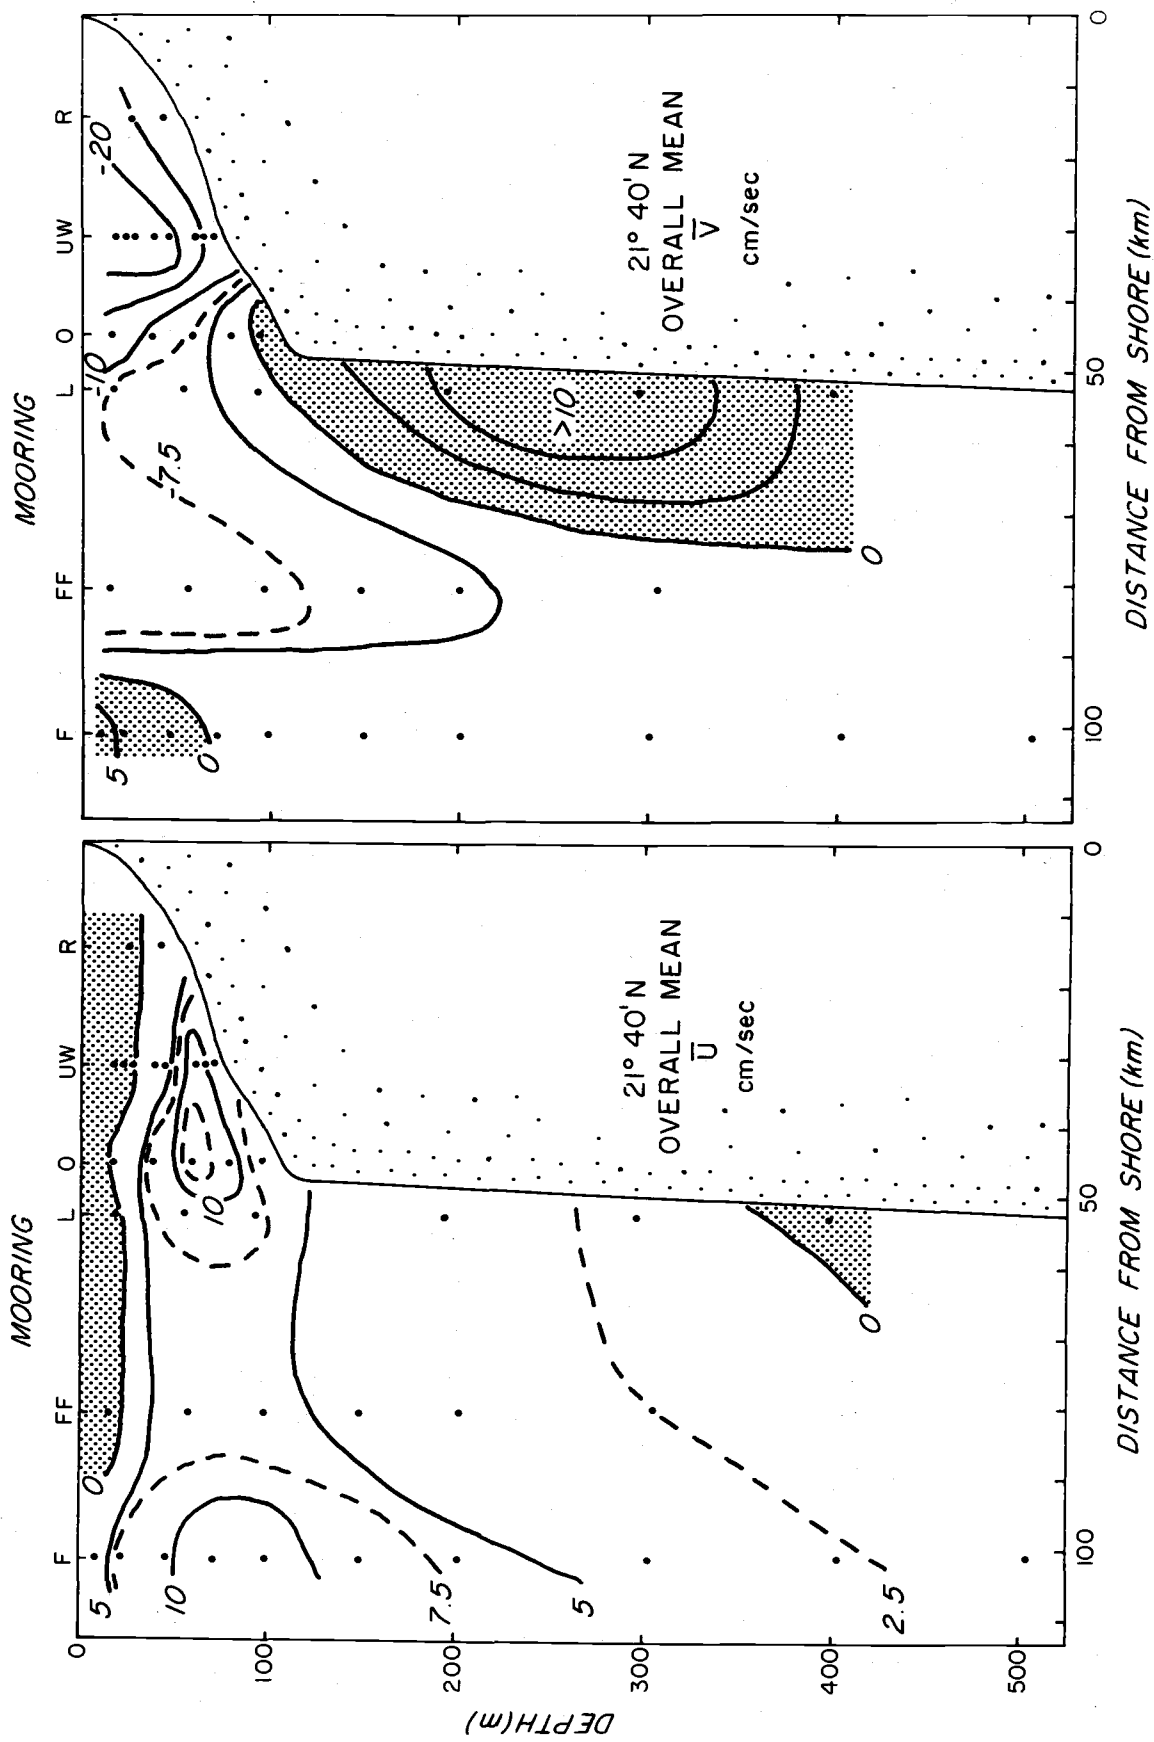 MOORING
F FF L O UW R
0
100
200
300
400
500
DEPTH (m)
5
10
7.5
5
2.5
0
10
0
21° 40' N
OVERALL MEAN
U
cm/sec
100 50 0
DISTANCE FROM SHORE (km)
MOORING
F FF L O UW R
5
0
-7.5
-10
-20
>10
0
21° 40' N
OVERALL MEAN
V
cm/sec
100 50 0
DISTANCE FROM SHORE (km)